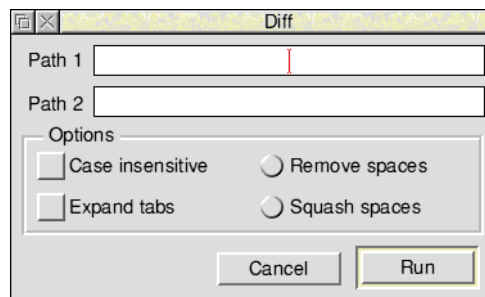 Diff
Path 1
Path 2
Options
Case insensitive Remove spaces
Expand tabs Squash spaces
Cancel Run